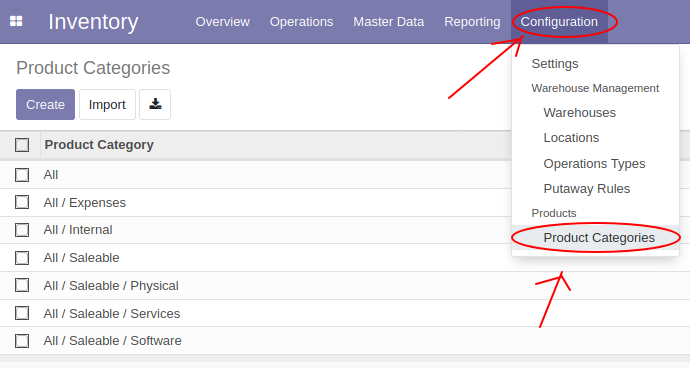 Inventory Overview Operations Master Data Reporting Configuration
Product Categories
Settings
Warehouse Management
Create Import
Warehouses
Locations
Product Category
Operations Types
All
Putaway Rules
All / Expenses
Products
All / Internal
Product Categories
All / Saleable
All / Saleable / Physical
All / Saleable / Services
All / Saleable / Software